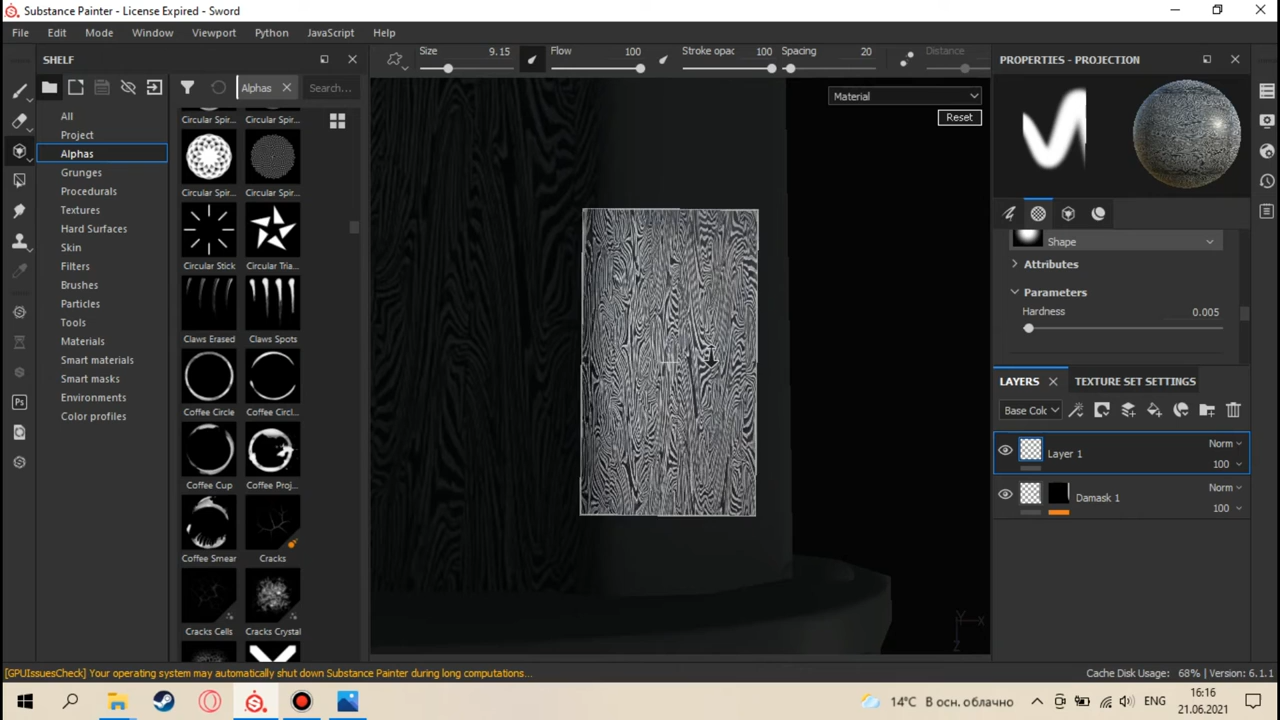 Substance Painter - License Expired - Sword
File Edit Mode Window Viewport Python JavaScript Help
SHELF
Alphas
Search...
All
Project
Alphas
Grunges
Procedurals
Textures
Hard Surfaces
Skin
Filters
Brushes
Particles
Tools
Materials
Smart materials
Smart masks
Environments
Color profiles
Circular Spir... Circular Spir...
Circular Spir... Circular Spir...
Circular Stick Circular Tria...
Claws Erased Claws Spots
Coffee Circle Coffee Circl...
Coffee Cup Coffee Proj...
Coffee Smear Cracks
Cracks Cells Cracks Crystal
Size 9.15 Flow 100 Stroke opac 100 Spacing 20 Distance
Material
Reset
Y X
Z
PROPERTIES - PROJECTION
Shape
Attributes
Parameters
Hardness 0.005
LAYERS TEXTURE SET SETTINGS
Base Colc
Layer 1 Norm 100
Damask 1 Norm 100
Ps
[GPUIssuesCheck] Your operating system may automatically shut down Substance Painter during long computations...
Cache Disk Usage: 68% | Version: 6.1.1
14°C В осн. облачно
ENG
16:16
21.06.2021